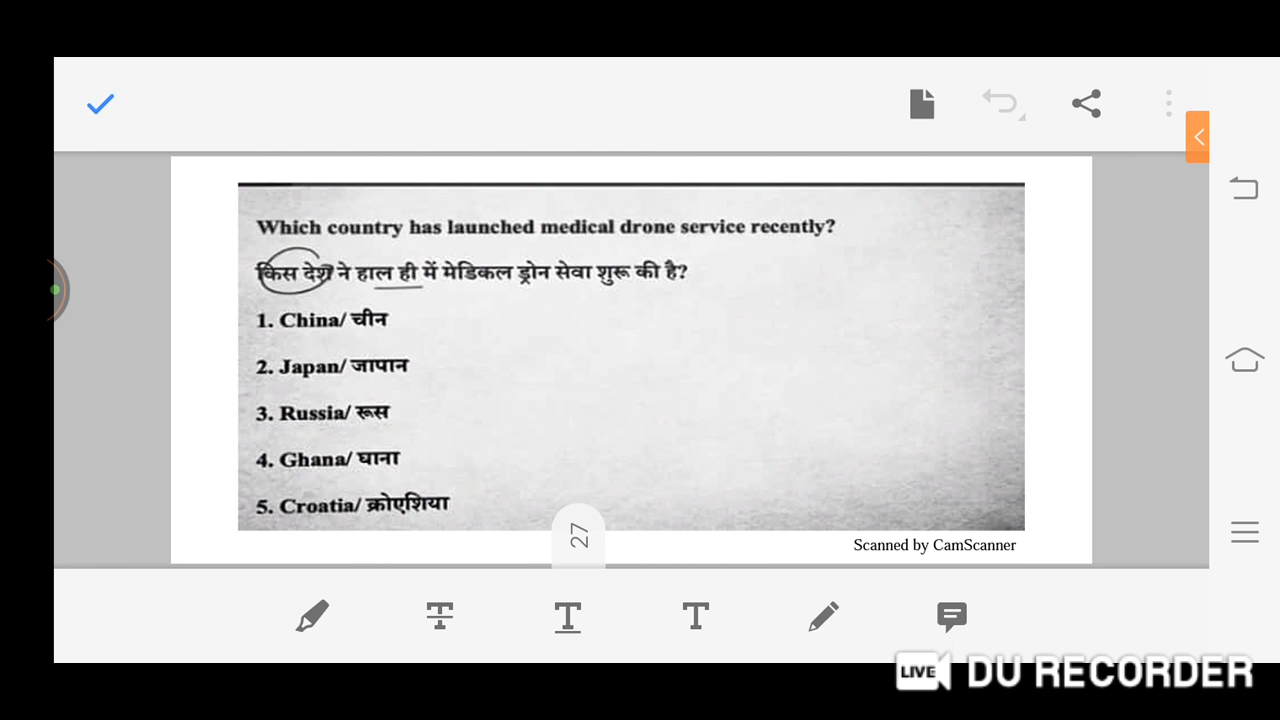 Which country has launched medical drone service recently?
किस देश ने हाल ही में मेडिकल ड्रोन सेवा शुरू की है?
1. China/ चीन
2. Japan/ जापान
3. Russia/ रूस
4. Ghana/ घाना
5. Croatia/ क्रोएशिया
27
Scanned by CamScanner
T T T
LIVE DU RECORDER